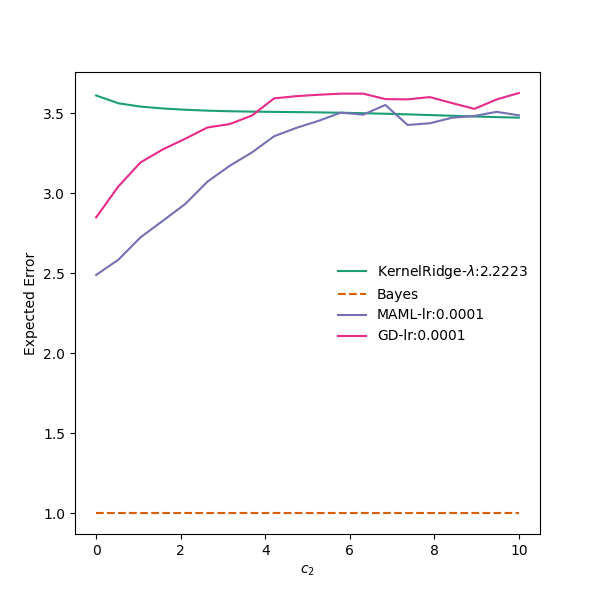 3.5
3.0
2.5
2.0
1.5
1.0
Expected Error
KernelRidge-λ:2.2223
Bayes
MAML-lr:0.0001
GD-lr:0.0001
0 2 4 6 8 10
c₂